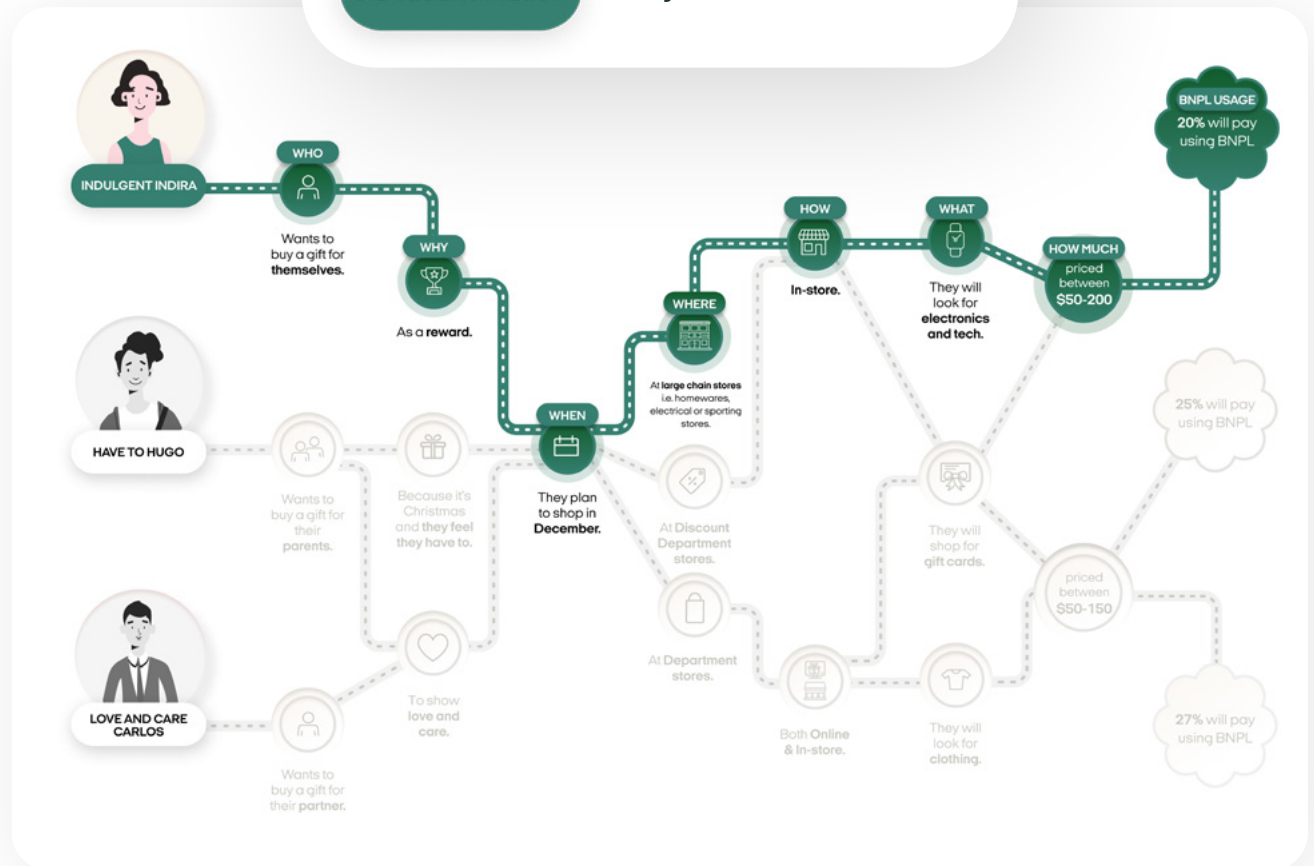 INDULGENT INDIRA
WHO
Wants to
buy a gift for
themselves.
WHY
As a reward.
WHEN
They plan
to shop in
December.
WHERE
At large chain stores
i.e. homewares,
electrical or sporting
stores.
HOW
In-store.
WHAT
They will
look for
electronics
and tech.
HOW MUCH
priced
between
$50-200
BNPL USAGE
20% will pay
using BNPL
HAVE TO HUGO
Wants to
buy a gift for
their
parents.
Because it's
Christmas
and they feel
they have to.
At Discount
Department
stores.
They will
shop for
gift cards.
25% will pay
using BNPL
LOVE AND CARE
CARLOS
Wants to
buy a gift for
their partner.
To show
love and
care.
At Department
stores.
Both Online
& In-store.
They will
look for
clothing.
priced
between
$50-150
27% will pay
using BNPL